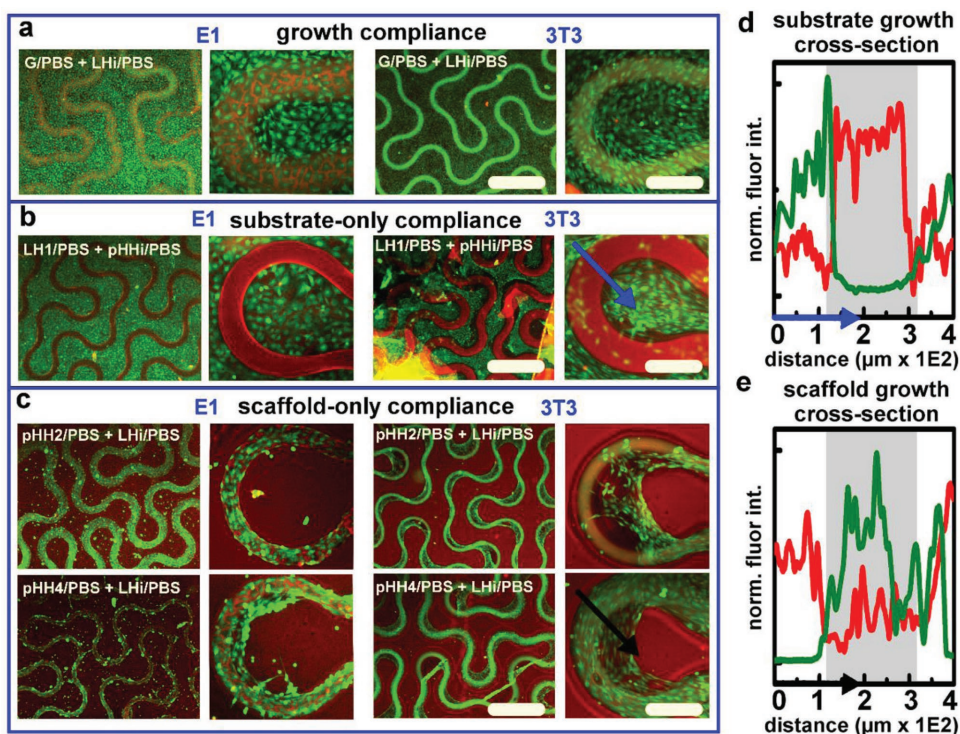 a
E1 growth compliance 3T3
G/PBS + LHi/PBS
G/PBS + LHi/PBS
b
E1 substrate-only compliance 3T3
LH1/PBS + pHHi/PBS
LH1/PBS + pHHi/PBS
c
E1 scaffold-only compliance 3T3
pHH2/PBS + LHi/PBS
pHH2/PBS + LHi/PBS
pHH4/PBS + LHi/PBS
pHH4/PBS + LHi/PBS
d
substrate growth
cross-section
norm. fluor int.
0 1 2 3 4
distance (μm x 1E2)
e
scaffold growth
cross-section
norm. fluor int.
0 1 2 3 4
distance (μm x 1E2)